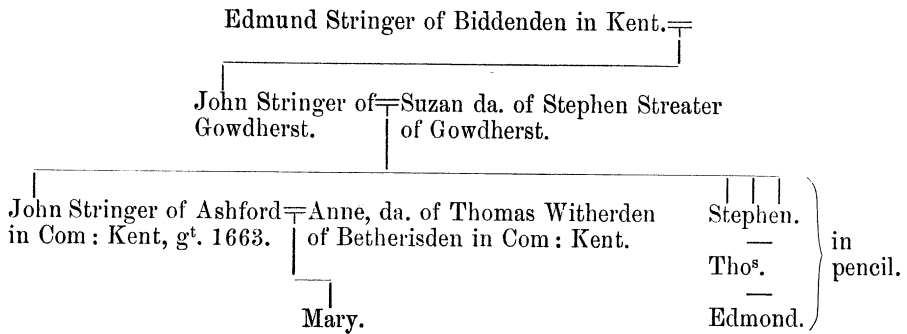 Edmund Stringer of Biddenden in Kent.
John Stringer of
Gowdherst.
Suzan da. of Stephen Streater
of Gowdherst.
John Stringer of Ashford
in Com : Kent, gᵗ. 1663.
Anne, da. of Thomas Witherden
of Betherisden in Com : Kent.
Stephen.
—
Thoˢ.
—
Edmond.
in
pencil.
Mary.